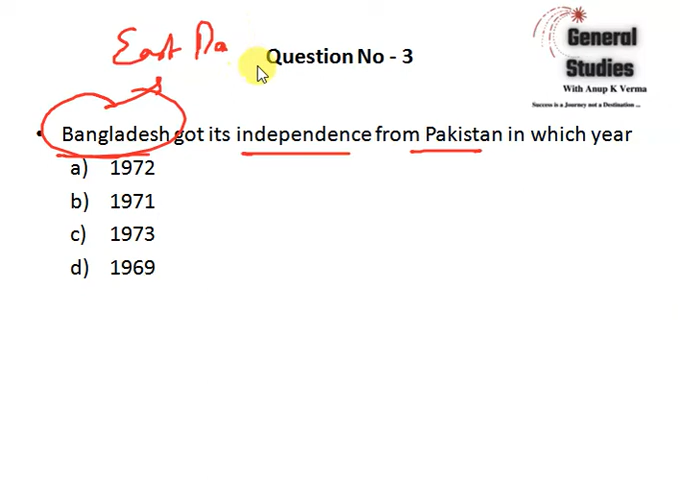 East Pa
Question No - 3
General
Studies
With Anup K Verma
Success is a Journey not a Destination ...
• Bangladesh got its independence from Pakistan in which year
a) 1972
b) 1971
c) 1973
d) 1969